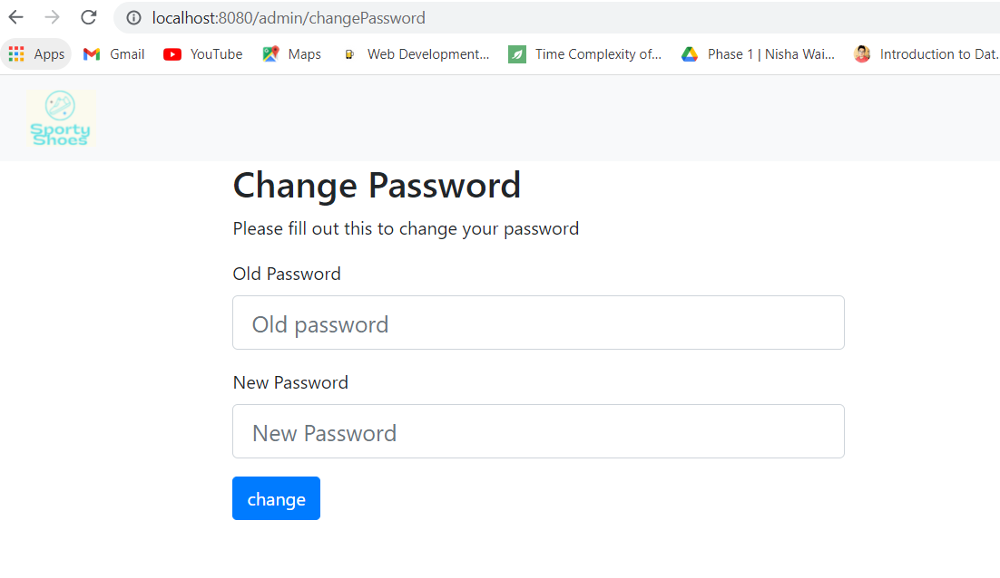 localhost:8080/admin/changePassword
Apps Gmail YouTube Maps Web Development... Time Complexity of... Phase 1 | Nisha Wai... Introduction to Dat.
Sporty
Shoes
Change Password
Please fill out this to change your password
Old Password
Old password
New Password
New Password
change